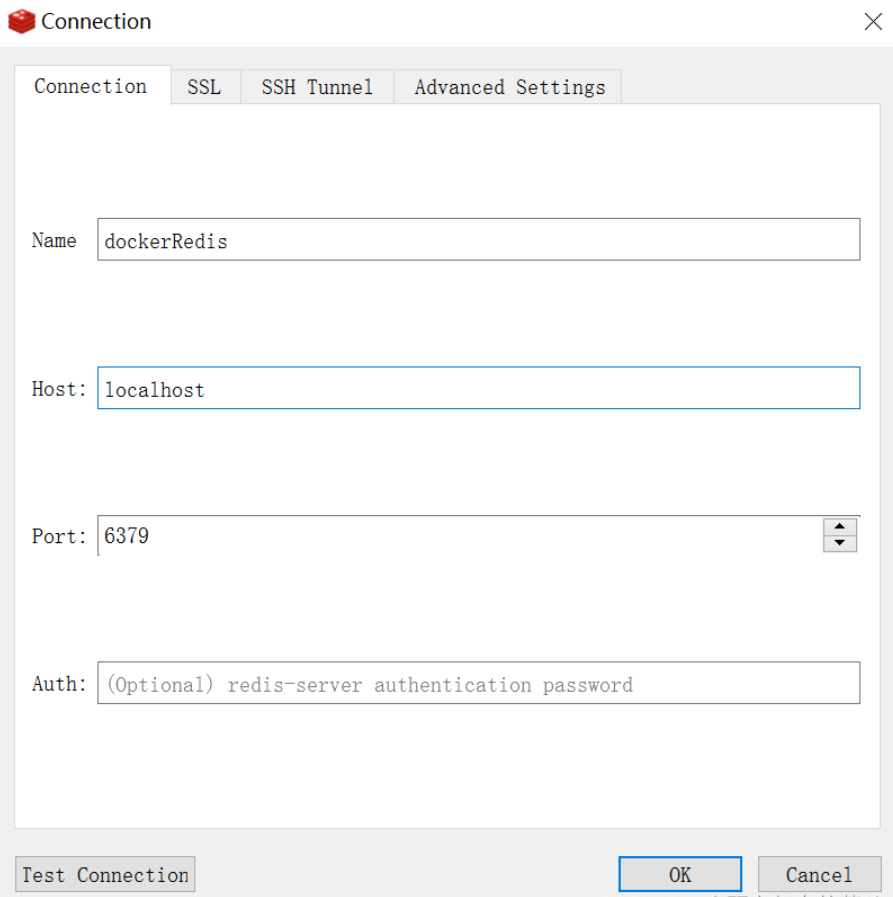 Connection
Connection SSL SSH Tunnel Advanced Settings
Name dockerRedis
Host: localhost
Port: 6379
Auth: (Optional) redis-server authentication password
Test Connection OK Cancel